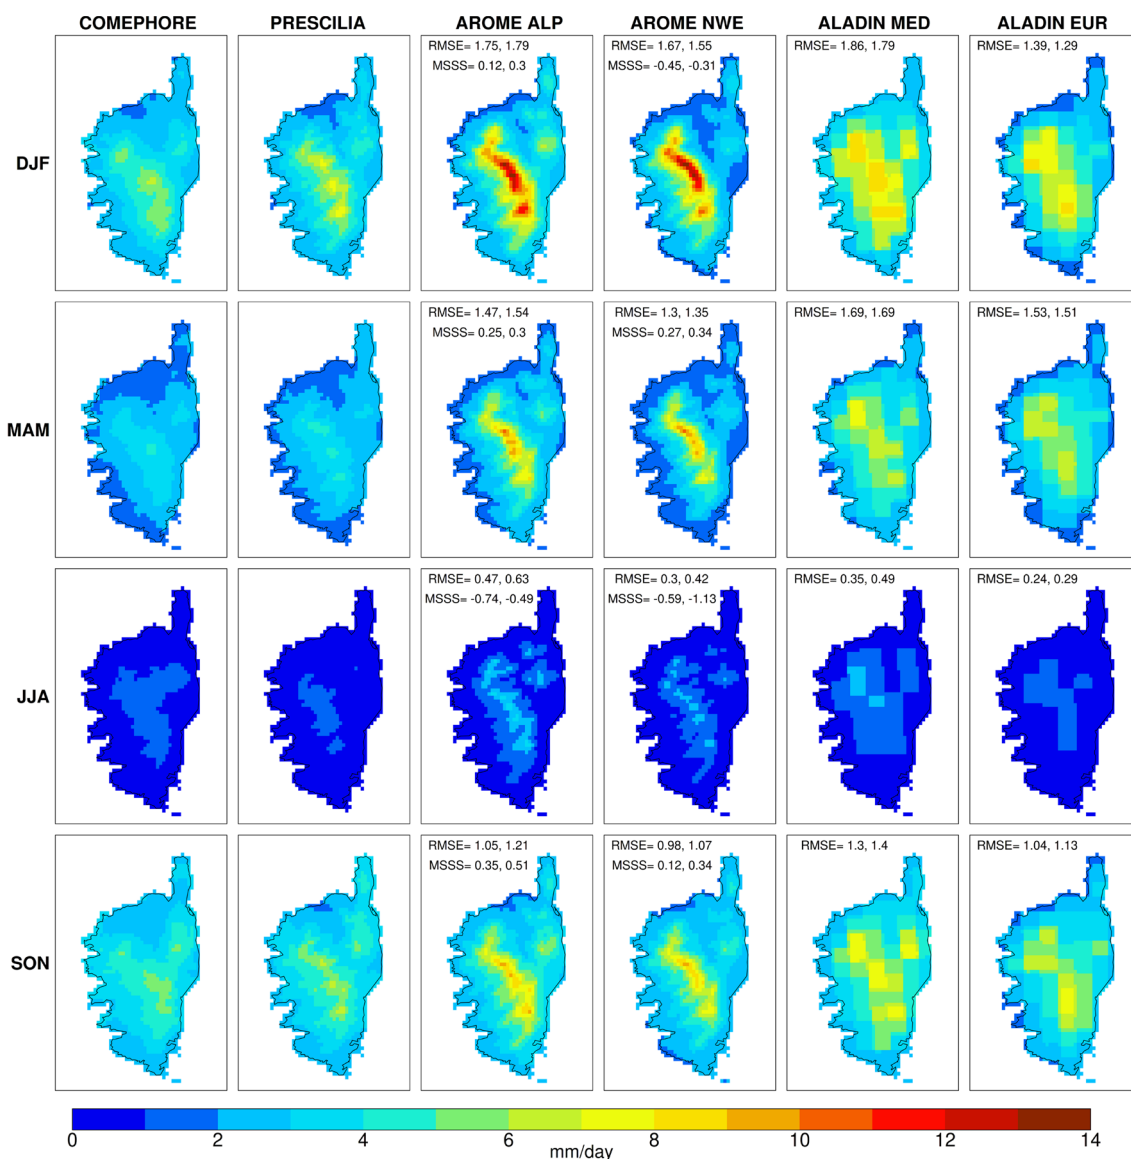 COMEPHORE PRESCILIA AROME ALP AROME NWE ALADIN MED ALADIN EUR
DJF
RMSE= 1.75, 1.79
MSSS= 0.12, 0.3
RMSE= 1.67, 1.55
MSSS= -0.45, -0.31
RMSE= 1.86, 1.79
RMSE= 1.39, 1.29
MAM
RMSE= 1.47, 1.54
MSSS= 0.25, 0.3
RMSE= 1.3, 1.35
MSSS= 0.27, 0.34
RMSE= 1.69, 1.69
RMSE= 1.53, 1.51
JJA
RMSE= 0.47, 0.63
MSSS= -0.74, -0.49
RMSE= 0.3, 0.42
MSSS= -0.59, -1.13
RMSE= 0.35, 0.49
RMSE= 0.24, 0.29
SON
RMSE= 1.05, 1.21
MSSS= 0.35, 0.51
RMSE= 0.98, 1.07
MSSS= 0.12, 0.34
RMSE= 1.3, 1.4
RMSE= 1.04, 1.13
0 2 4 6 8 10 12 14
mm/day